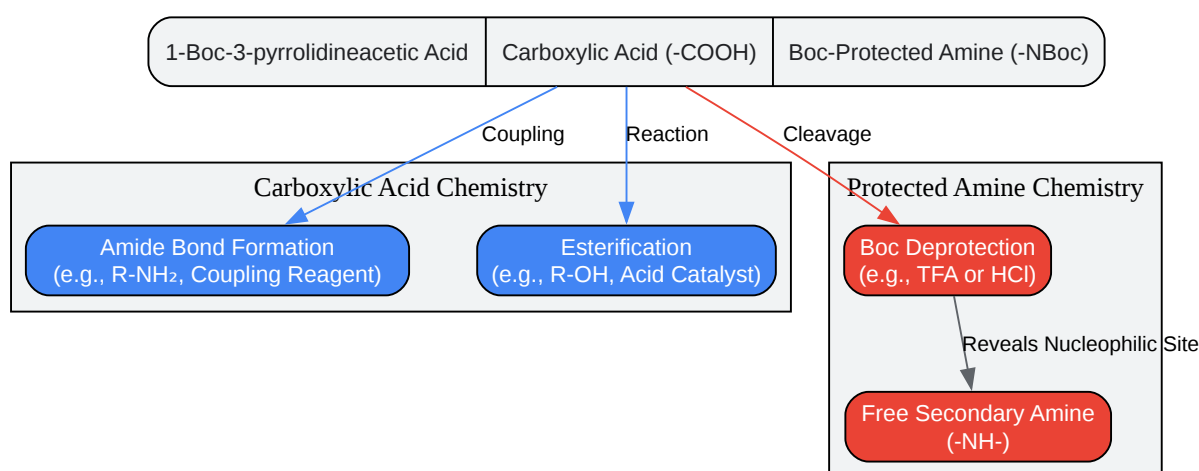 1-Boc-3-pyrrolidineacetic Acid
Carboxylic Acid (-COOH)
Boc-Protected Amine (-NBoc)
Coupling
Reaction
Cleavage
Carboxylic Acid Chemistry
Protected Amine Chemistry
Amide Bond Formation
(e.g., R-NH₂, Coupling Reagent)
Esterification
(e.g., R-OH, Acid Catalyst)
Boc Deprotection
(e.g., TFA or HCl)
Reveals Nucleophilic Site
Free Secondary Amine
(-NH-)